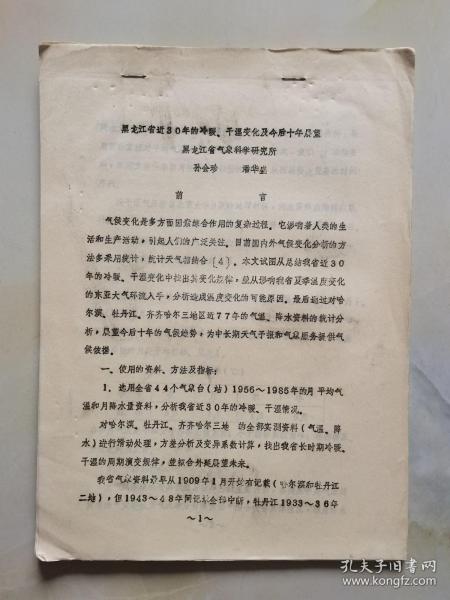 黑龙江省近30年的冷暖、干湿变化及今后十年展望
黑龙江省气象科学研究所
孙会珍 潘华盛
前 言
气候变化是多方面因素综合作用的复杂过程。它影响着人类的生
活和生产活动，引起人们的广泛关注。目前国内外气候变化分析的方
法多采用统计，统计天气相结合〔4〕。本文试图从总结我省近30
年的冷暖、干湿变化中找出其变化规律，並从影响我省夏季温度变化
的东亚大气环流入手，分析造成温度变化的可能原因。最后通过对哈
尔滨、牡丹江、齐齐哈尔三地区近77年的气温、降水资料的统计分
析，展望今后十年的气候趋势，为中长期天气予报和气象服务提供气
候依据。
一、使用的资料、方法及指标：
1．选用全省44个气象台（站）1956～1985年的月平均气
温和月降水量资料，分析我省近30年的冷暖、干湿情况。
对哈尔滨、牡丹江、齐齐哈尔三地 的全部实测资料（气温、降
水）进行滑动处理，方差分析及变异系数计算，找出我省长时期冷暖、
干湿的周期演变规律，並拟合外延展望未来。
我省气象资料最早从1909年1月开始有记载（哈尔滨和牡丹江
二地），但1943～48年间记录全 中断，牡丹江1933～36年
～1～
孔夫子旧书网
www.kongfz.com